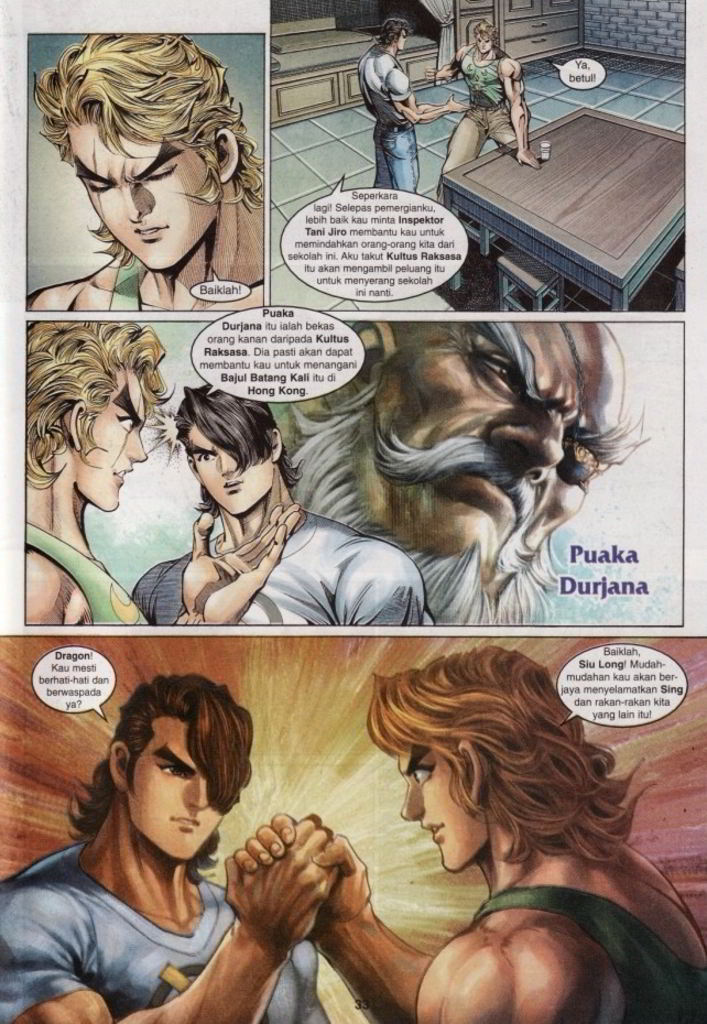 Baiklah!
Ya,
betul!
Seperkara
lagi! Selepas pemergianku,
lebih baik kau minta Inspektor
Tani Jiro membantu kau untuk
memindahkan orang-orang kita dari
sekolah ini. Aku takut Kultus Raksasa
itu akan mengambil peluang itu
untuk menyerang sekolah
ini nanti.
Puaka
Durjana itu ialah bekas
orang kanan daripada Kultus
Raksasa. Dia pasti akan dapat
membantu kau untuk menangani
Bajul Batang Kali itu di
Hong Kong.
Puaka
Durjana
Dragon!
Kau mesti
berhati-hati dan
berwaspada
ya?
Baiklah,
Siu Long! Mudah-
mudahan kau akan ber-
jaya menyelamatkan Sing
dan rakan-rakan kita
yang lain itu!
33